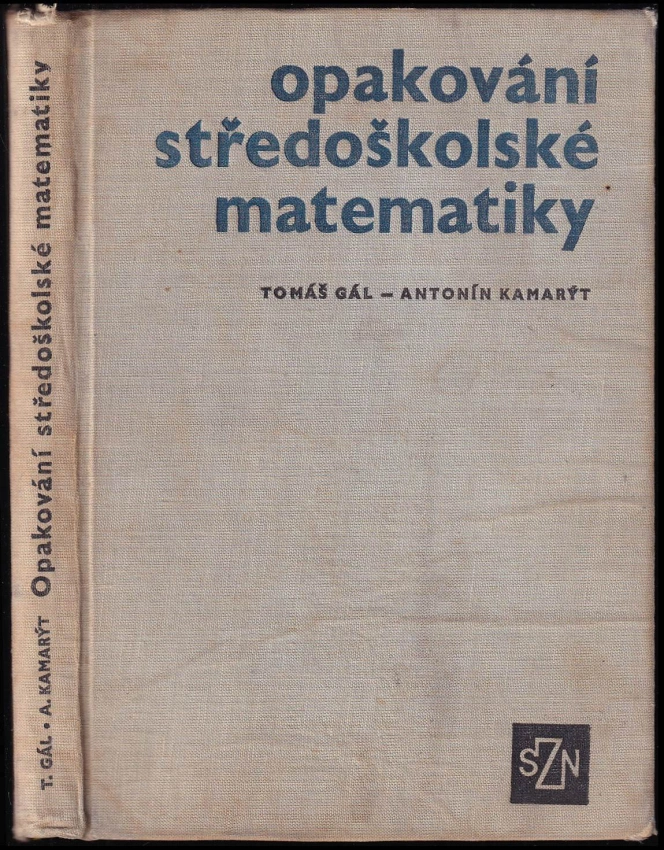 opakování
středoškolské
matematiky
TOMÁŠ GÁL – ANTONÍN KAMARÝT
SZN
T. GÁL • A. KAMARÝT Opakování středoškolské matematiky